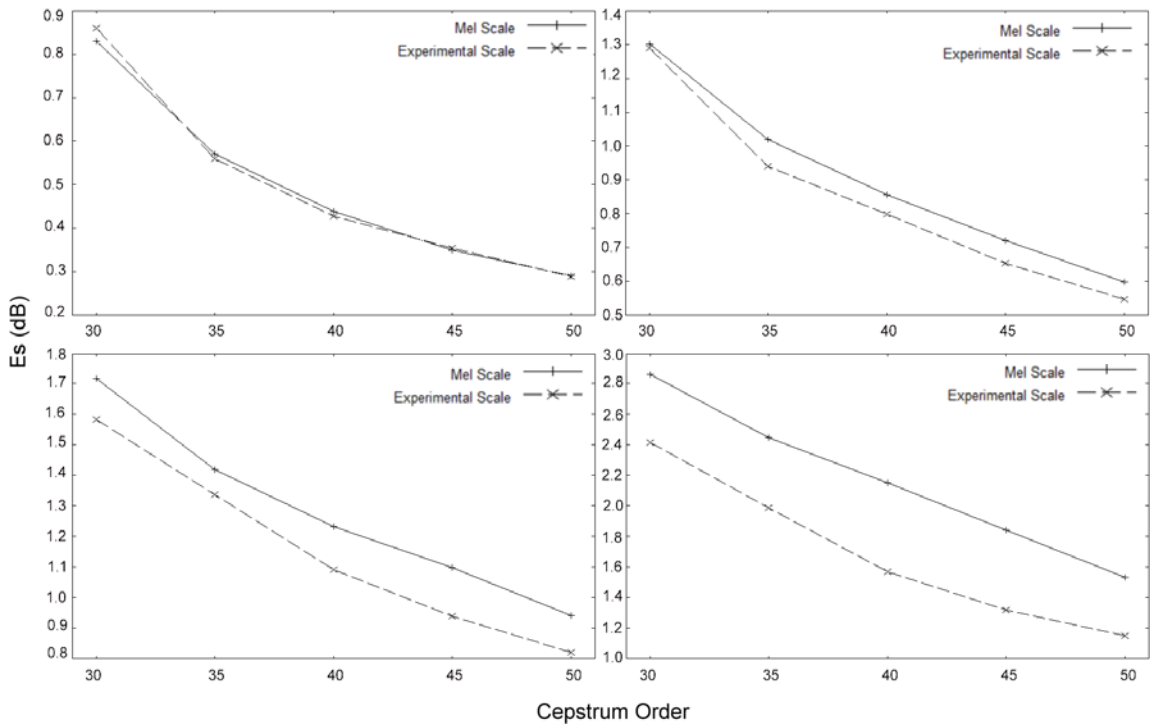 0.9
0.8
0.7
0.6
0.5
0.4
0.3
0.2
Mel Scale
Experimental Scale
30 35 40 45 50
1.4
1.3
1.2
1.1
1.0
0.9
0.8
0.7
0.6
0.5
Mel Scale
Experimental Scale
30 35 40 45 50
Es (dB)
1.8
1.7
1.6
1.5
1.4
1.3
1.2
1.1
1.0
0.9
0.8
Mel Scale
Experimental Scale
30 35 40 45 50
3.0
2.8
2.6
2.4
2.2
2.0
1.8
1.6
1.4
1.2
1.0
Mel Scale
Experimental Scale
30 35 40 45 50
Cepstrum Order